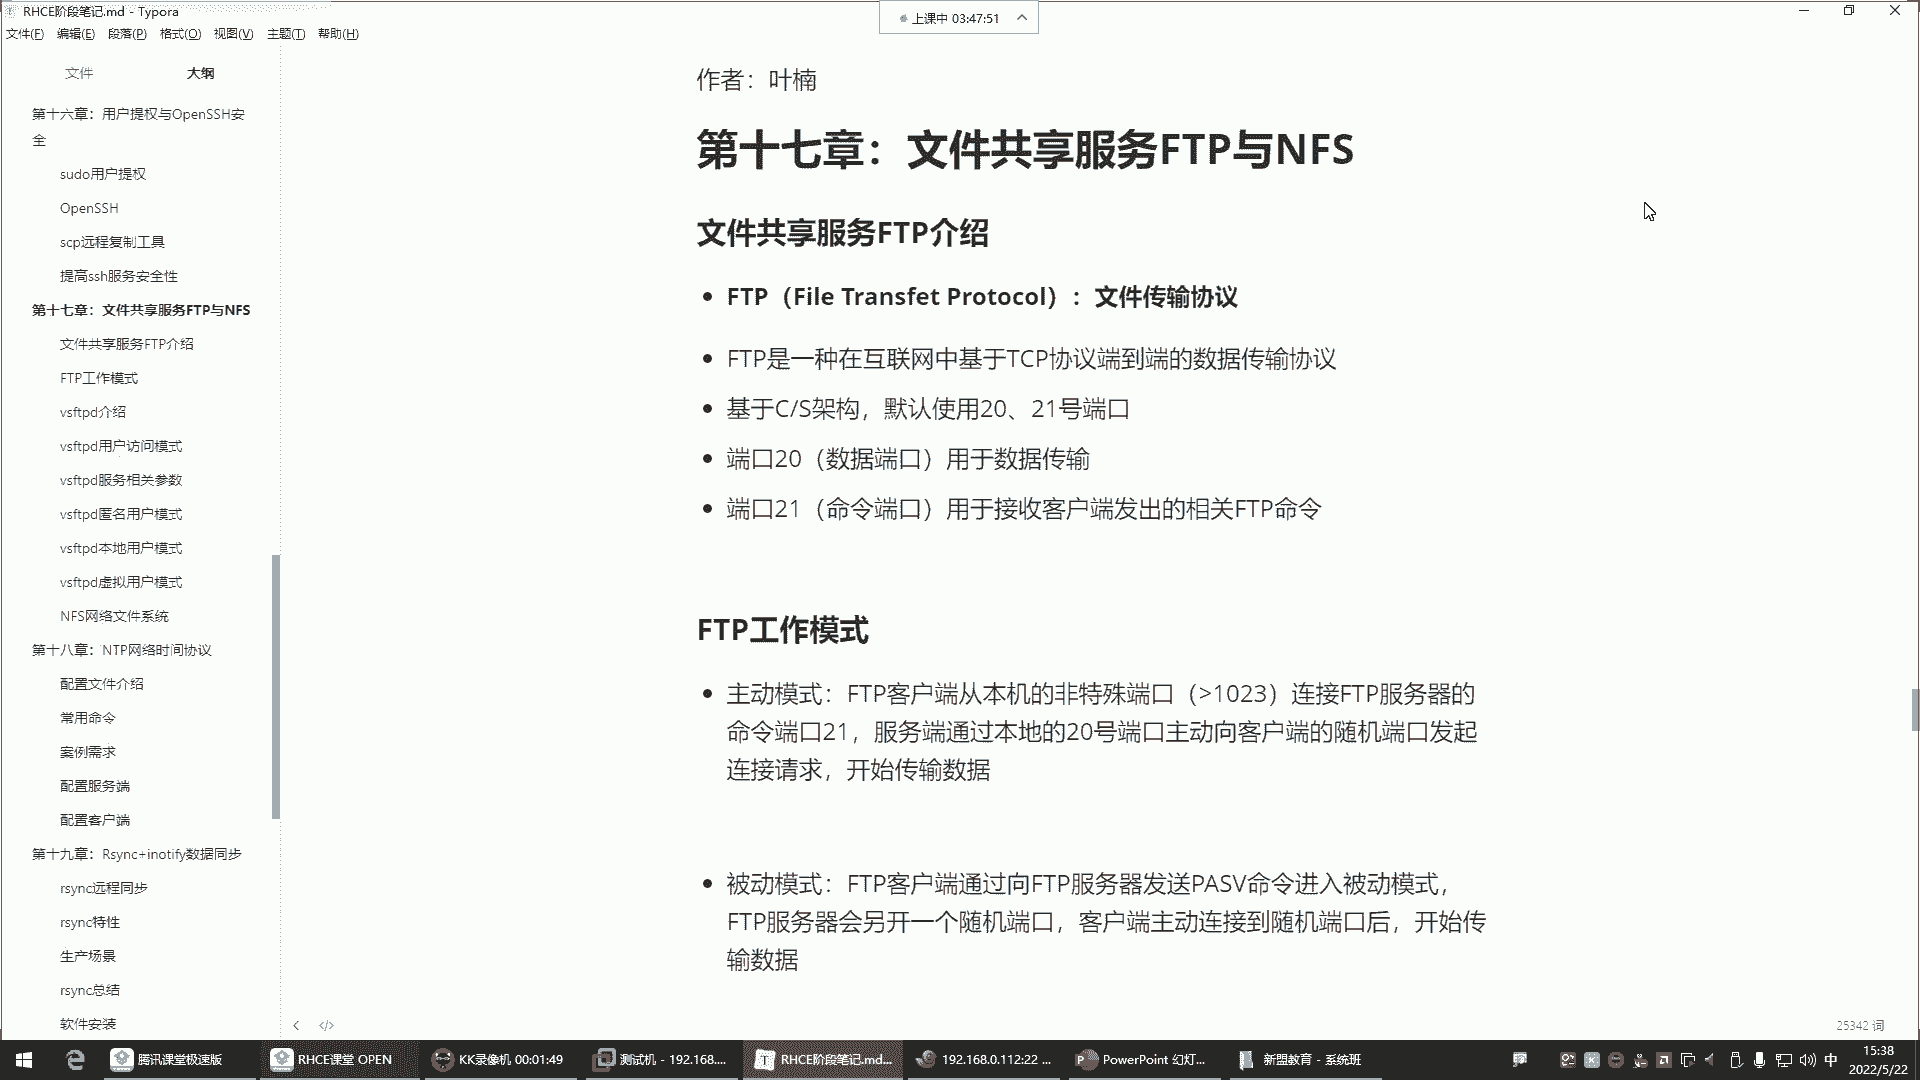 RHCE阶段笔记.md - Typora
上课中 03:47:51
文件(F) 编辑(E) 段落(P) 格式(O) 视图(V) 主题(T) 帮助(H)
文件 大纲
第十六章：用户提权与OpenSSH安
全
sudo用户提权
OpenSSH
scp远程复制工具
提高ssh服务安全性
第十七章：文件共享服务FTP与NFS
文件共享服务FTP介绍
FTP工作模式
vsftpd介绍
vsftpd用户访问模式
vsftpd服务相关参数
vsftpd匿名用户模式
vsftpd本地用户模式
vsftpd虚拟用户模式
NFS网络文件系统
第十八章：NTP网络时间协议
配置文件介绍
常用命令
案例需求
配置服务端
配置客户端
第十九章：Rsync+inotify数据同步
rsync远程同步
rsync特性
生产场景
rsync总结
软件安装
作者：叶楠
第十七章：文件共享服务FTP与NFS
文件共享服务FTP介绍
FTP（File Transfet Protocol）：文件传输协议
FTP是一种在互联网中基于TCP协议端到端的数据传输协议
基于C/S架构，默认使用20、21号端口
端口20（数据端口）用于数据传输
端口21（命令端口）用于接收客户端发出的相关FTP命令
FTP工作模式
主动模式：FTP客户端从本机的非特殊端口（>1023）连接FTP服务器的
命令端口21，服务端通过本地的20号端口主动向客户端的随机端口发起
连接请求，开始传输数据
被动模式：FTP客户端通过向FTP服务器发送PASV命令进入被动模式，
FTP服务器会另开一个随机端口，客户端主动连接到随机端口后，开始传
输数据
25342 词
腾讯课堂极速版
RHCE课堂 OPEN
KK录像机 00:01:49
测试机 - 192.168....
RHCE阶段笔记.md...
192.168.0.112:22 ...
PowerPoint 幻灯...
新盟教育 - 系统班
中
15:38
2022/5/22